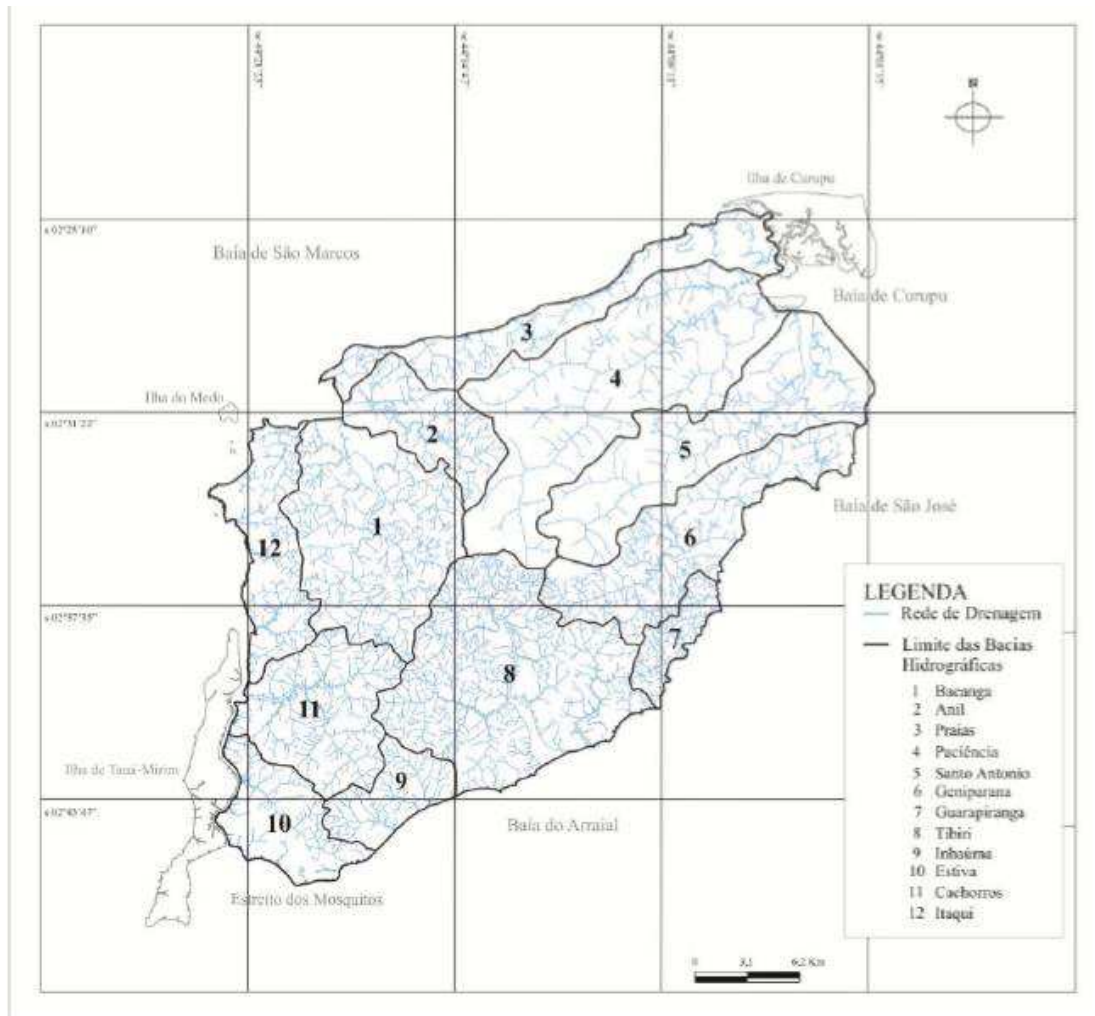 N
Ilha de Curupu
Baía de São Marcos
Baía de Curupu
3
4
Ilha do Medo
2
5
Baía de São José
1
6
12
7
8
11
Ilha de Tauá-Mirim
9
10
Baía do Arraial
Estreito dos Mosquitos
LEGENDA
Rede de Drenagem
Limite das Bacias
Hidrográficas
1 Bacanga
2 Anil
3 Praias
4 Paciência
5 Santo Antonio
6 Geniparana
7 Guarapiranga
8 Tibiri
9 Inhaúma
10 Estiva
11 Cachorros
12 Itaqui
0 3,1 6,2 Km